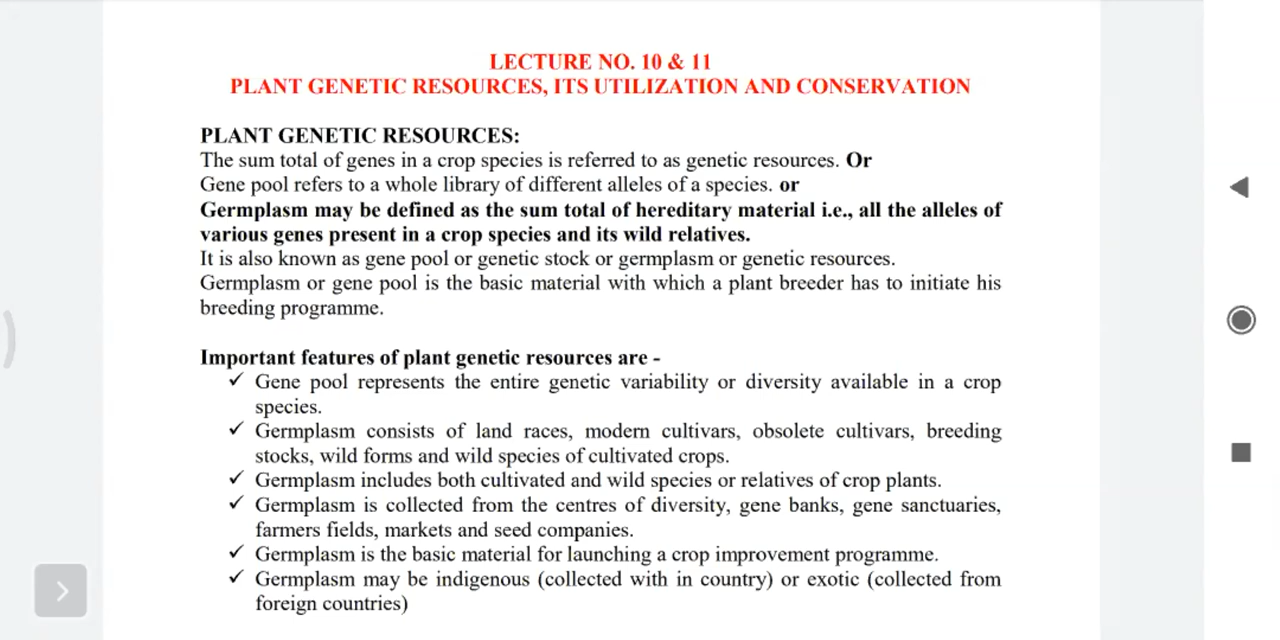 LECTURE NO. 10 & 11
PLANT GENETIC RESOURCES, ITS UTILIZATION AND CONSERVATION
PLANT GENETIC RESOURCES:
The sum total of genes in a crop species is referred to as genetic resources. Or
Gene pool refers to a whole library of different alleles of a species. or
Germplasm may be defined as the sum total of hereditary material i.e., all the alleles of
various genes present in a crop species and its wild relatives.
It is also known as gene pool or genetic stock or germplasm or genetic resources.
Germplasm or gene pool is the basic material with which a plant breeder has to initiate his
breeding programme.
Important features of plant genetic resources are -
✓ Gene pool represents the entire genetic variability or diversity available in a crop
species.
✓ Germplasm consists of land races, modern cultivars, obsolete cultivars, breeding
stocks, wild forms and wild species of cultivated crops.
✓ Germplasm includes both cultivated and wild species or relatives of crop plants.
✓ Germplasm is collected from the centres of diversity, gene banks, gene sanctuaries,
farmers fields, markets and seed companies.
✓ Germplasm is the basic material for launching a crop improvement programme.
✓ Germplasm may be indigenous (collected with in country) or exotic (collected from
foreign countries)